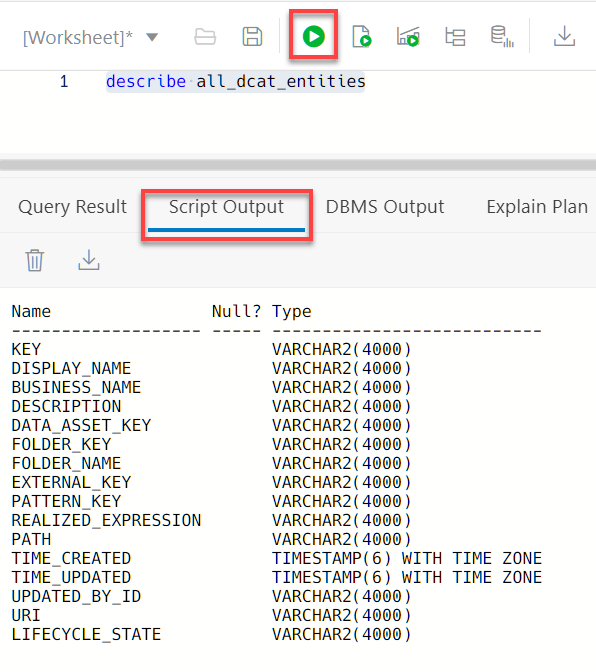 [Worksheet]*
1 describe all_dcat_entities
Query Result Script Output DBMS Output Explain Plan
Name                Null? Type
------------------- ----- ---------------------------
KEY                       VARCHAR2(4000)
DISPLAY_NAME              VARCHAR2(4000)
BUSINESS_NAME             VARCHAR2(4000)
DESCRIPTION               VARCHAR2(4000)
DATA_ASSET_KEY            VARCHAR2(4000)
FOLDER_KEY                VARCHAR2(4000)
FOLDER_NAME               VARCHAR2(4000)
EXTERNAL_KEY              VARCHAR2(4000)
PATTERN_KEY               VARCHAR2(4000)
REALIZED_EXPRESSION       VARCHAR2(4000)
PATH                      VARCHAR2(4000)
TIME_CREATED              TIMESTAMP(6) WITH TIME ZONE
TIME_UPDATED              TIMESTAMP(6) WITH TIME ZONE
UPDATED_BY_ID             VARCHAR2(4000)
URI                       VARCHAR2(4000)
LIFECYCLE_STATE           VARCHAR2(4000)